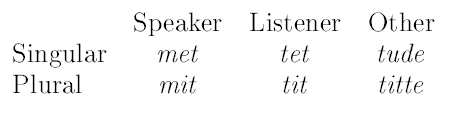 Speaker Listener Other
Singular met tet tude
Plural mit tit titte